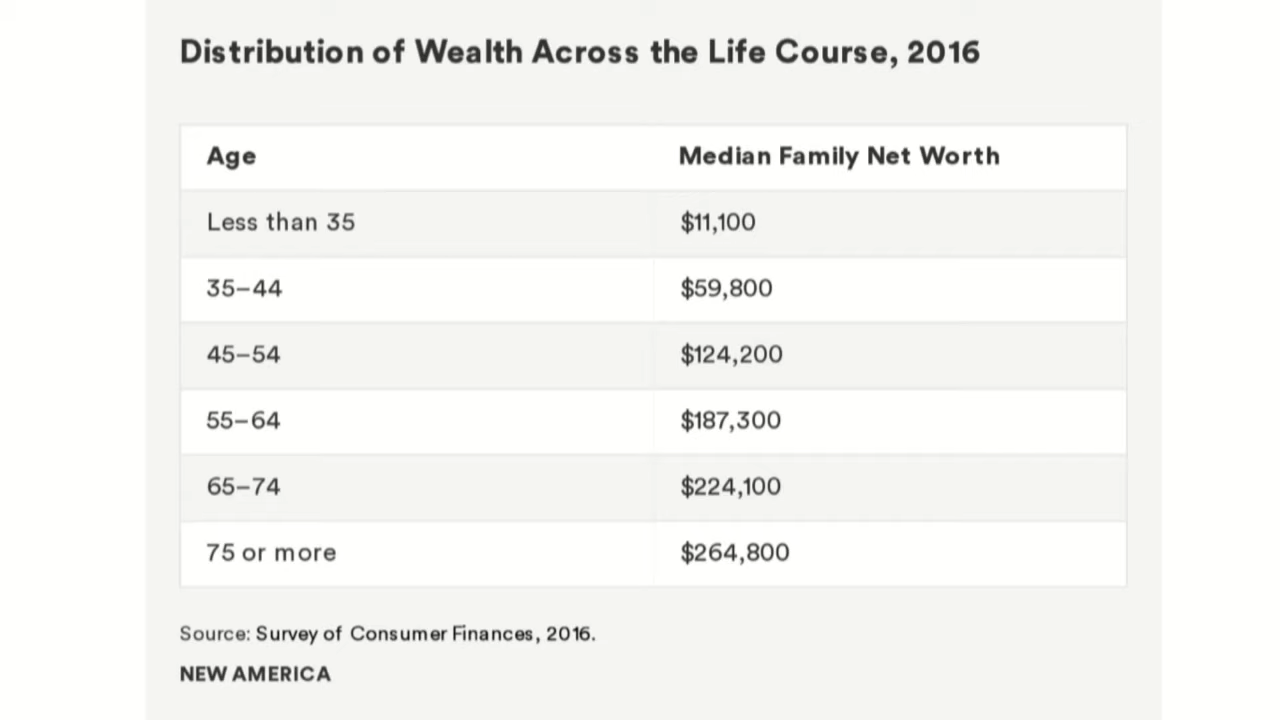 Distribution of Wealth Across the Life Course, 2016
Age Median Family Net Worth
Less than 35 $11,100
35–44 $59,800
45–54 $124,200
55–64 $187,300
65–74 $224,100
75 or more $264,800
Source: Survey of Consumer Finances, 2016.
NEW AMERICA